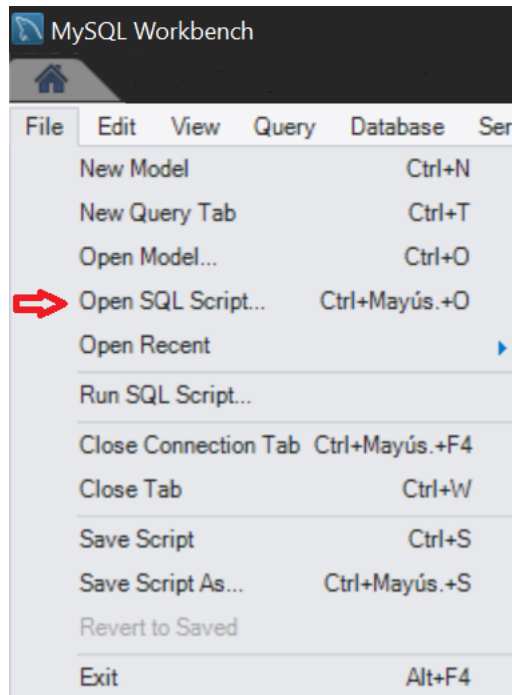 MySQL Workbench
File Edit View Query Database Ser
New Model Ctrl+N
New Query Tab Ctrl+T
Open Model... Ctrl+O
Open SQL Script... Ctrl+Mayús.+O
Open Recent
Run SQL Script...
Close Connection Tab Ctrl+Mayús.+F4
Close Tab Ctrl+W
Save Script Ctrl+S
Save Script As... Ctrl+Mayús.+S
Revert to Saved
Exit Alt+F4